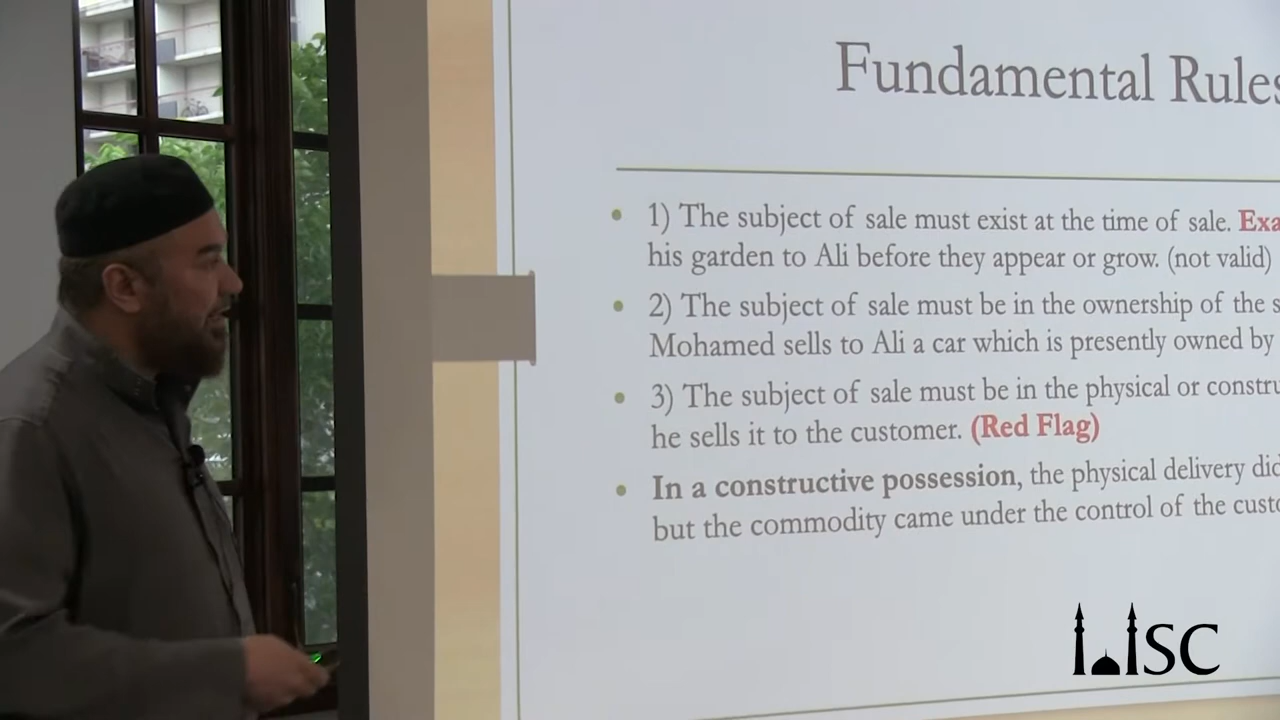 Fundamental Rules
1) The subject of sale must exist at the time of sale.
his garden to Ali before they appear or grow. (not valid)
2) The subject of sale must be in the ownership of the
Mohamed sells to Ali a car which is presently owned by
3) The subject of sale must be in the physical or
he sells it to the customer. (Red Flag)
In a constructive possession, the physical delivery
but the commodity came under the control of the
ISC